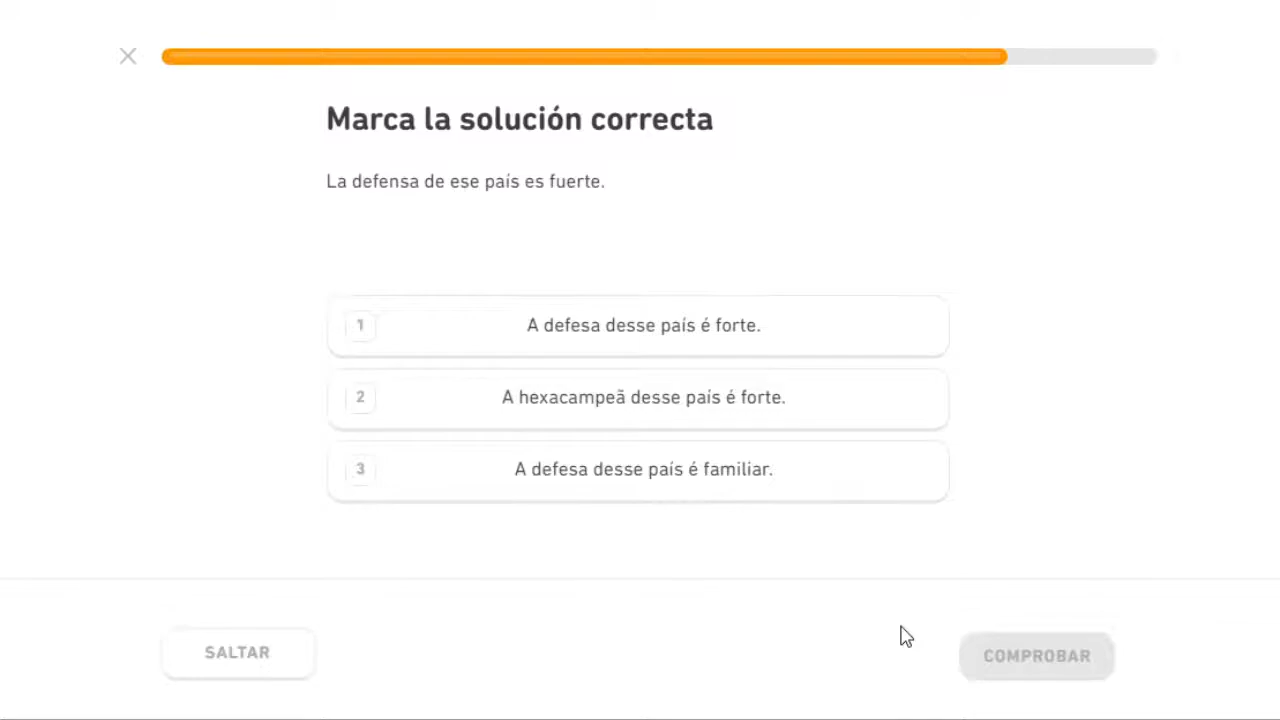 Marca la solución correcta
La defensa de ese país es fuerte.
1 A defesa desse país é forte.
2 A hexacampeã desse país é forte.
3 A defesa desse país é familiar.
SALTAR
COMPROBAR